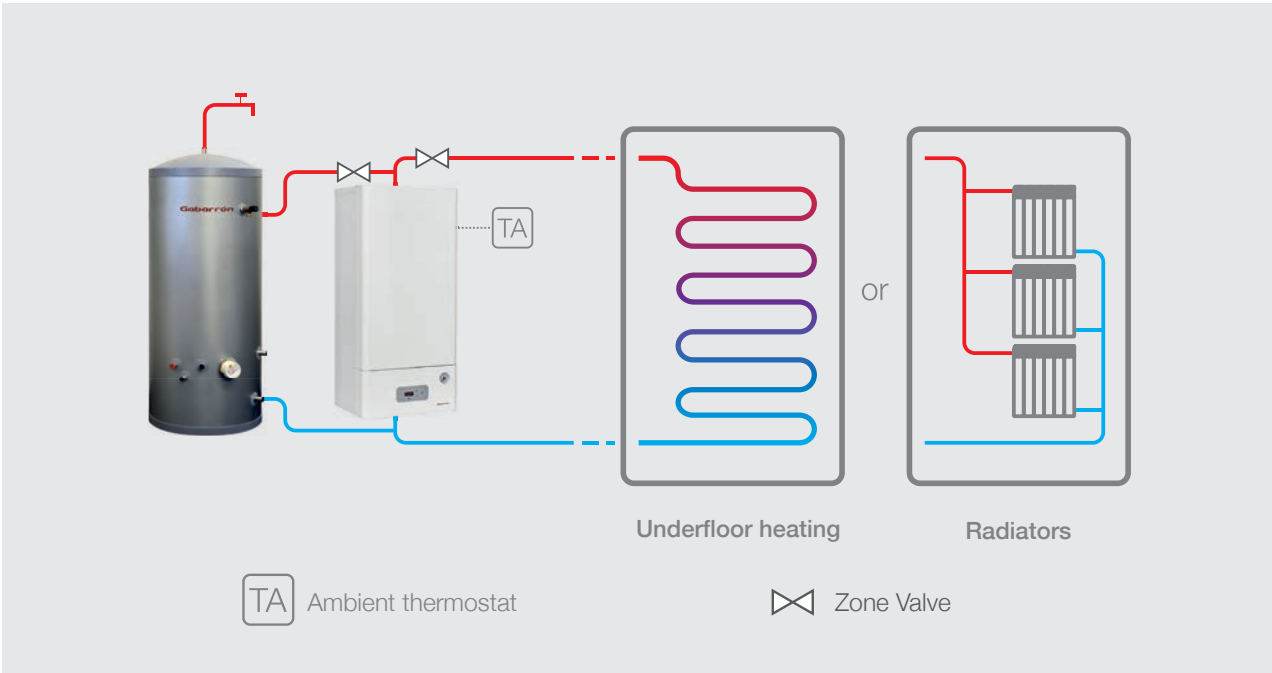 Gabarrón
TA
or
Underfloor heating
Radiators
TA
Ambient thermostat
Zone Valve